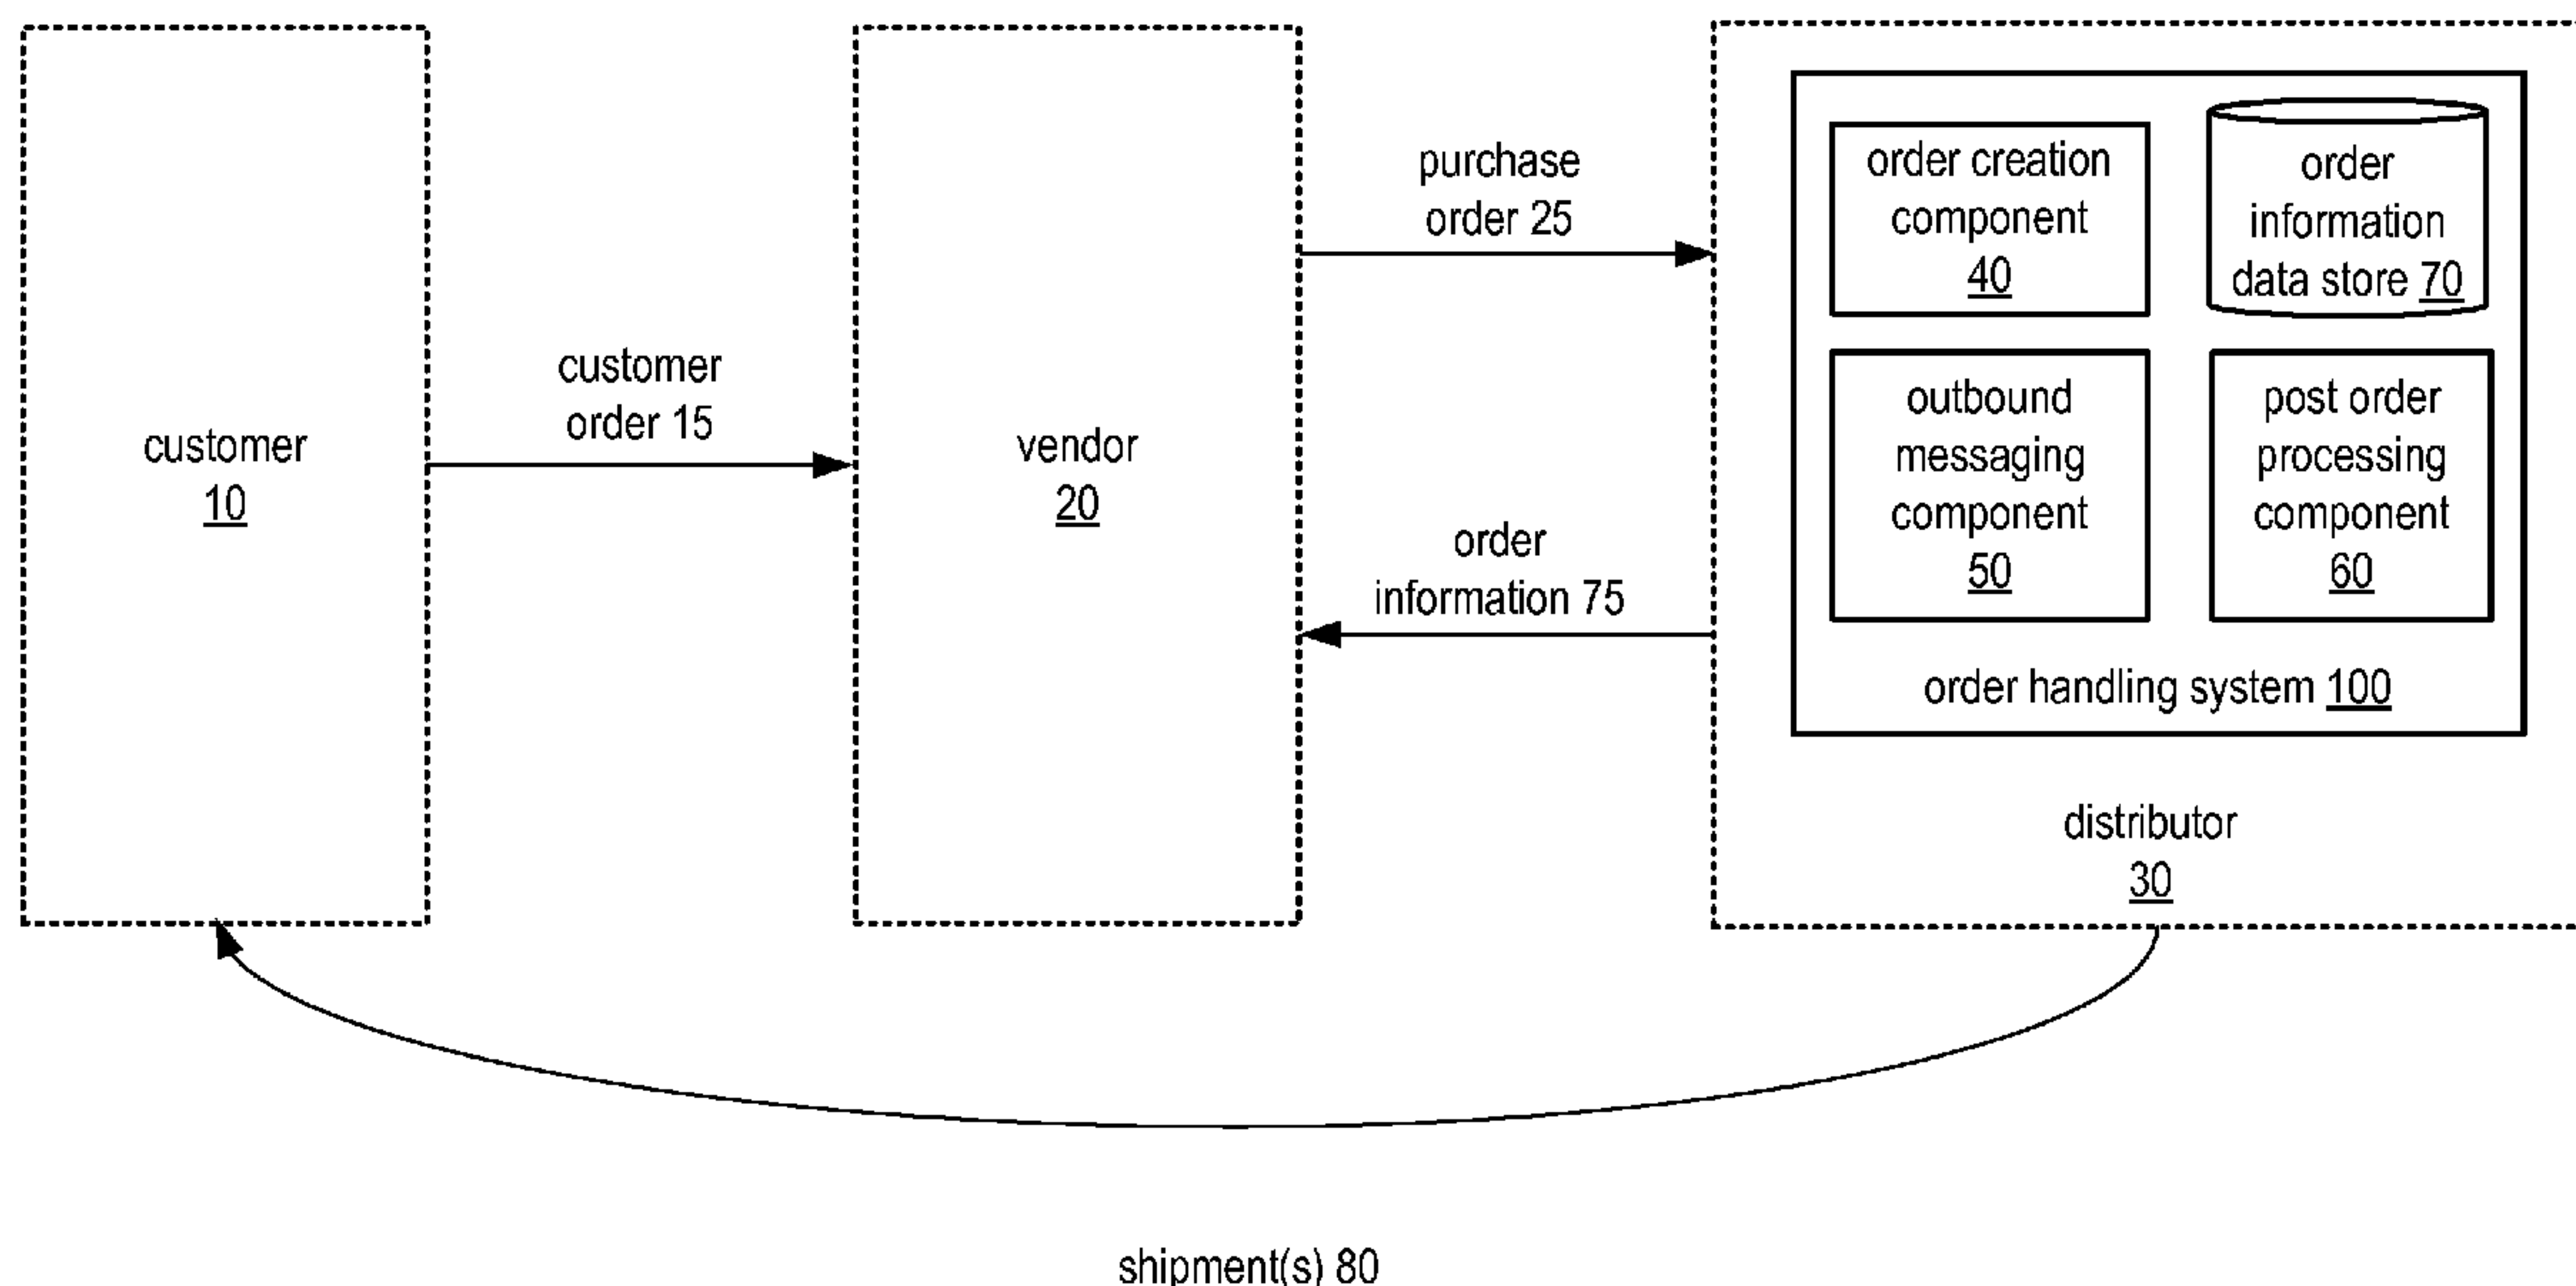 customer
10
customer
order 15
vendor
20
purchase
order 25
order
information 75
order creation
component
40
order
information
data store 70
outbound
messaging
component
50
post order
processing
component
60
order handling system 100
distributor
30
shipment(s) 80